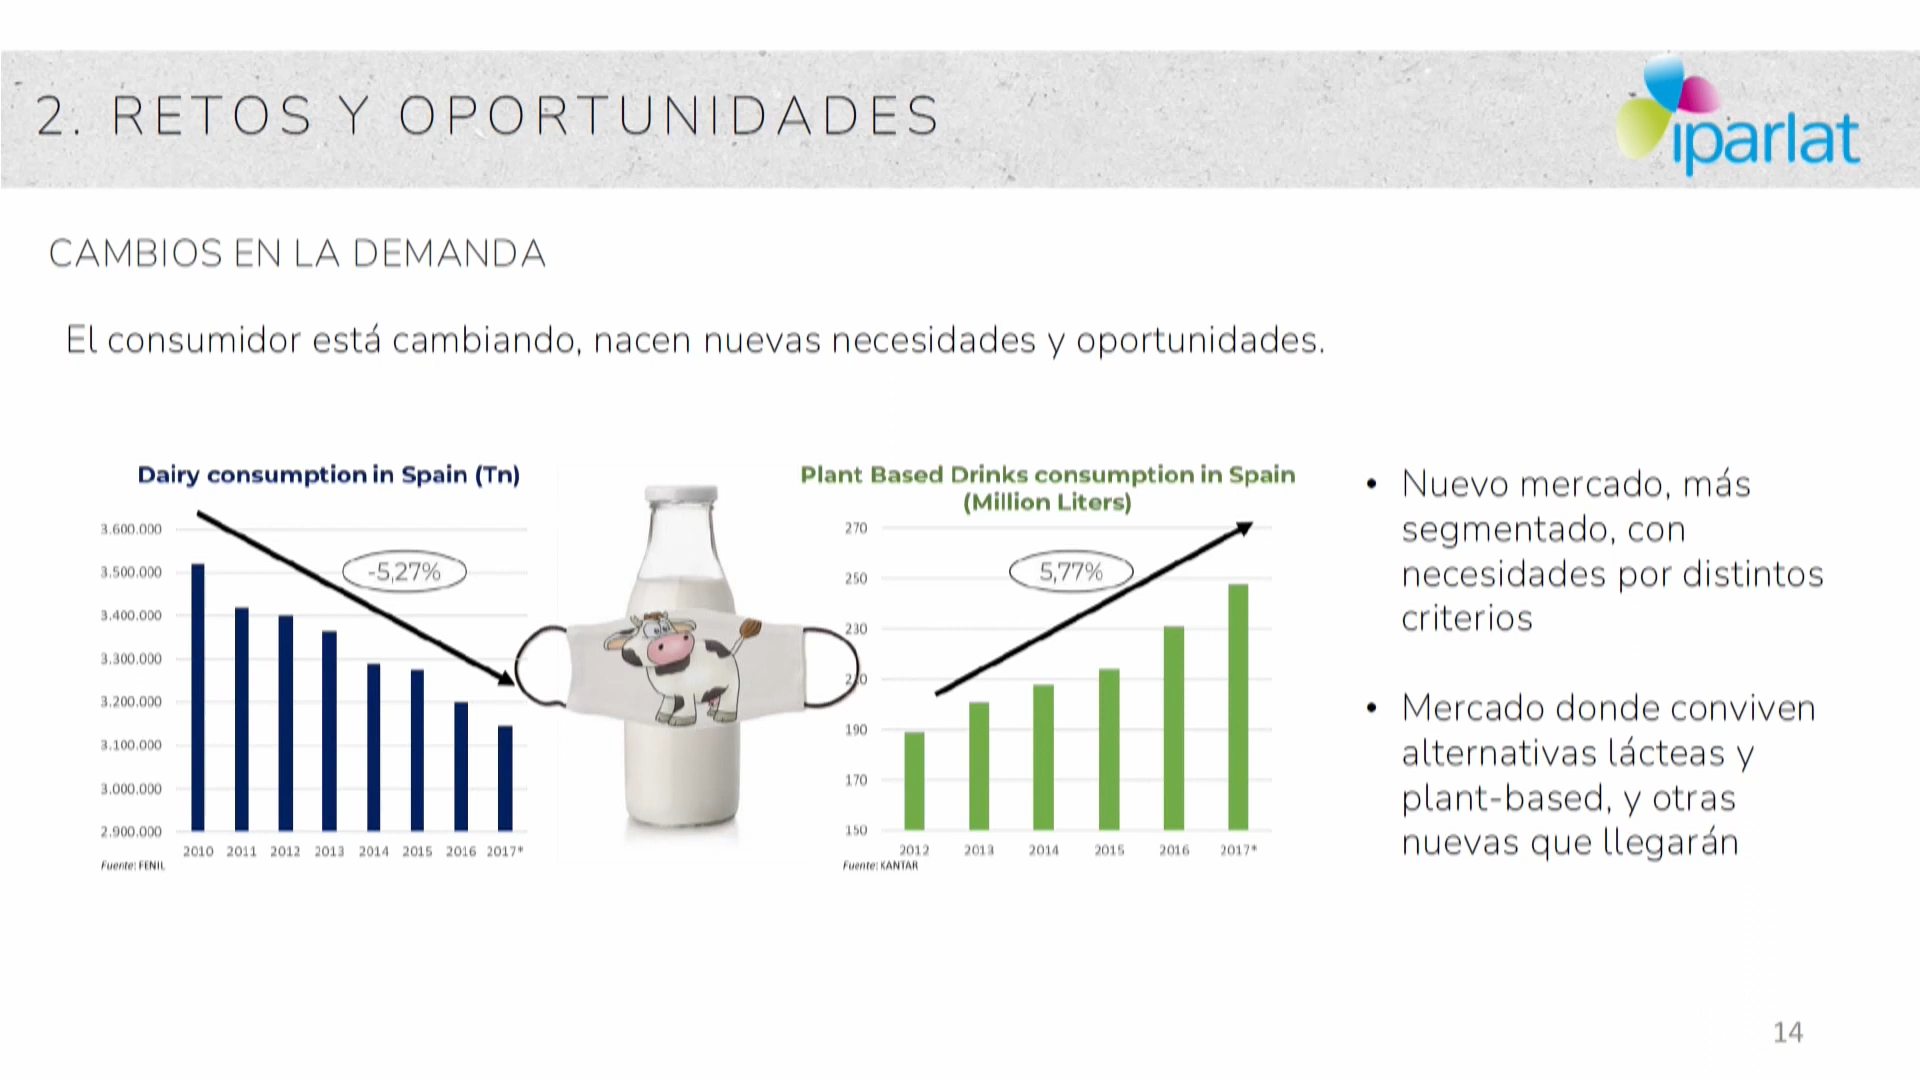 2. RETOS Y OPORTUNIDADES
iparlat
CAMBIOS EN LA DEMANDA
El consumidor está cambiando, nacen nuevas necesidades y oportunidades.
Dairy consumption in Spain (Tn)
3.600.000
3.500.000
3.400.000
3.300.000
3.200.000
3.100.000
3.000.000
2.900.000
-5,27%
2010 2011 2012 2013 2014 2015 2016 2017*
Fuente: FENIL
Plant Based Drinks consumption in Spain
(Million Liters)
270
250
230
210
190
170
150
5,77%
2012 2013 2014 2015 2016 2017*
Fuente: KANTAR
• Nuevo mercado, más
segmentado, con
necesidades por distintos
criterios
• Mercado donde conviven
alternativas lácteas y
plant-based, y otras
nuevas que llegarán
14